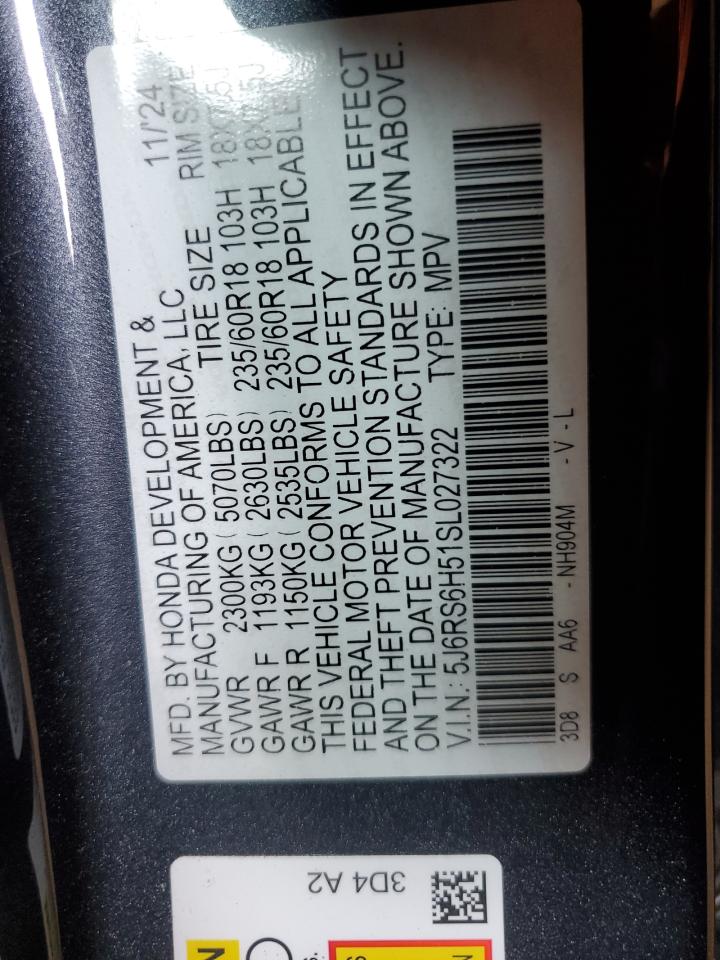 MFD. BY HONDA DEVELOPMENT & 11/24
MANUFACTURING OF AMERICA, LLC
TIRE SIZE RIM SIZE
GVWR 2300KG ( 5070LBS)
GAWR F 1193KG ( 2630LBS) 235/60R18 103H
GAWR R 1150KG ( 2535LBS) 235/60R18 103H
THIS VEHICLE CONFORMS TO ALL APPLICABLE
FEDERAL MOTOR VEHICLE SAFETY
AND THEFT PREVENTION STANDARDS IN EFFECT
ON THE DATE OF MANUFACTURE SHOWN ABOVE.
V.I.N.: 5J6RS6H51SL027322 TYPE: MPV
3D8 S AA6 - NH904M - V - L
3D4 A2